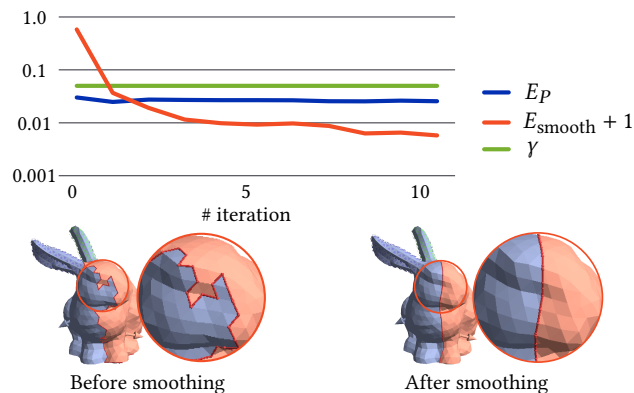 1.0
0.1
0.01
0.001
0 5 10
# iteration
E_P
E_smooth + 1
γ
Before smoothing After smoothing